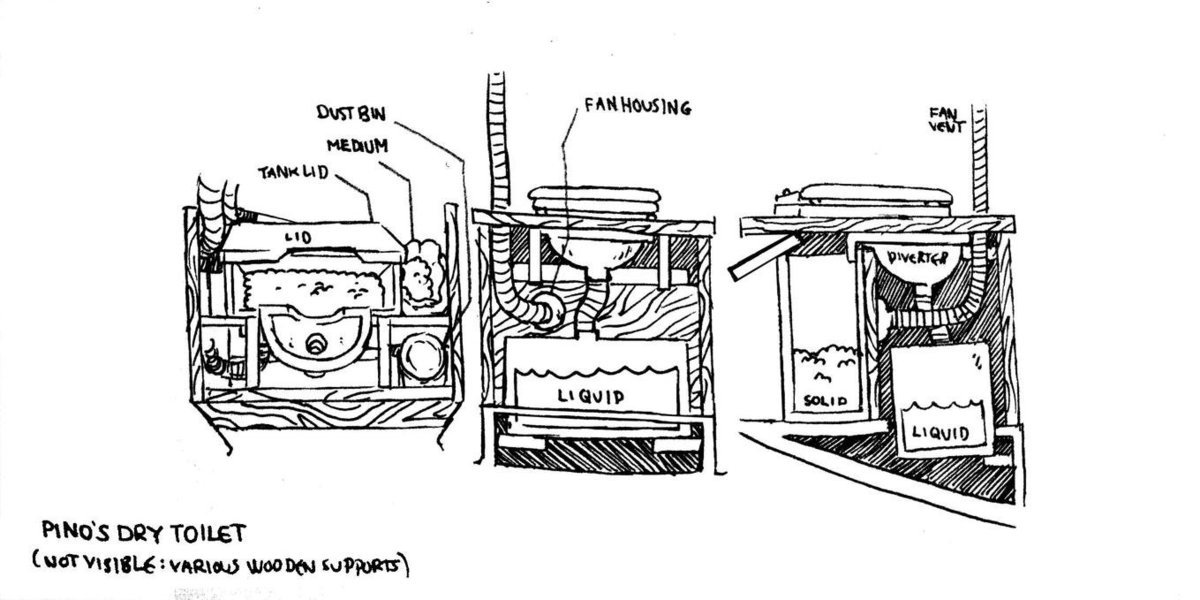 DUST BIN
MEDIUM
TANK LID
LID
FAN HOUSING
LIQUID
FAN
VENT
DIVERTER
SOLID
LIQUID
PINO'S DRY TOILET
(NOT VISIBLE: VARIOUS WOODEN SUPPORTS)